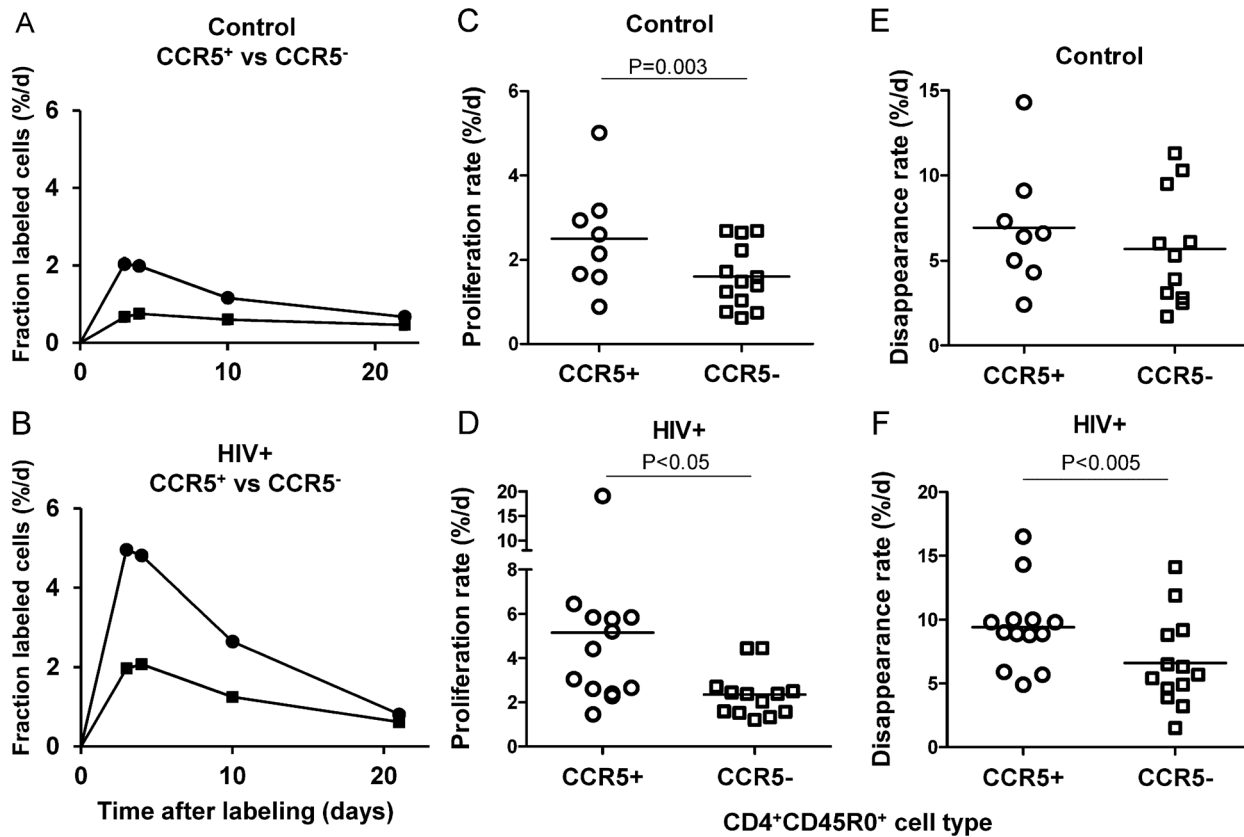 A
Control
CCR5⁺ vs CCR5⁻
Fraction labeled cells (%/d)
6
4
2
0
0
10
20
B
HIV+
CCR5⁺ vs CCR5⁻
Fraction labeled cells (%/d)
6
4
2
0
0
10
20
Time after labeling (days)
C
Control
P=0.003
Proliferation rate (%/d)
6
4
2
0
CCR5+
CCR5-
D
HIV+
P<0.05
Proliferation rate (%/d)
20
15
10
8
6
4
2
0
CCR5+
CCR5-
E
Control
Disappearance rate (%/d)
15
10
5
0
CCR5+
CCR5-
F
HIV+
P<0.005
Disappearance rate (%/d)
20
15
10
5
0
CCR5+
CCR5-
CD4⁺CD45R0⁺ cell type